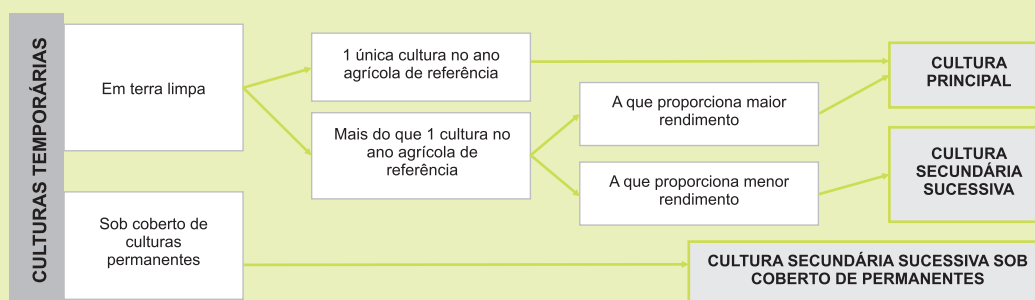 CULTURAS TEMPORÁRIAS
Em terra limpa
1 única cultura no ano
agrícola de referência
Mais do que 1 cultura no
ano agrícola de
referência
A que proporciona maior
rendimento
A que proporciona menor
rendimento
CULTURA
PRINCIPAL
CULTURA
SECUNDÁRIA
SUCESSIVA
Sob coberto de
culturas
permanentes
CULTURA SECUNDÁRIA SUCESSIVA SOB
COBERTO DE PERMANENTES